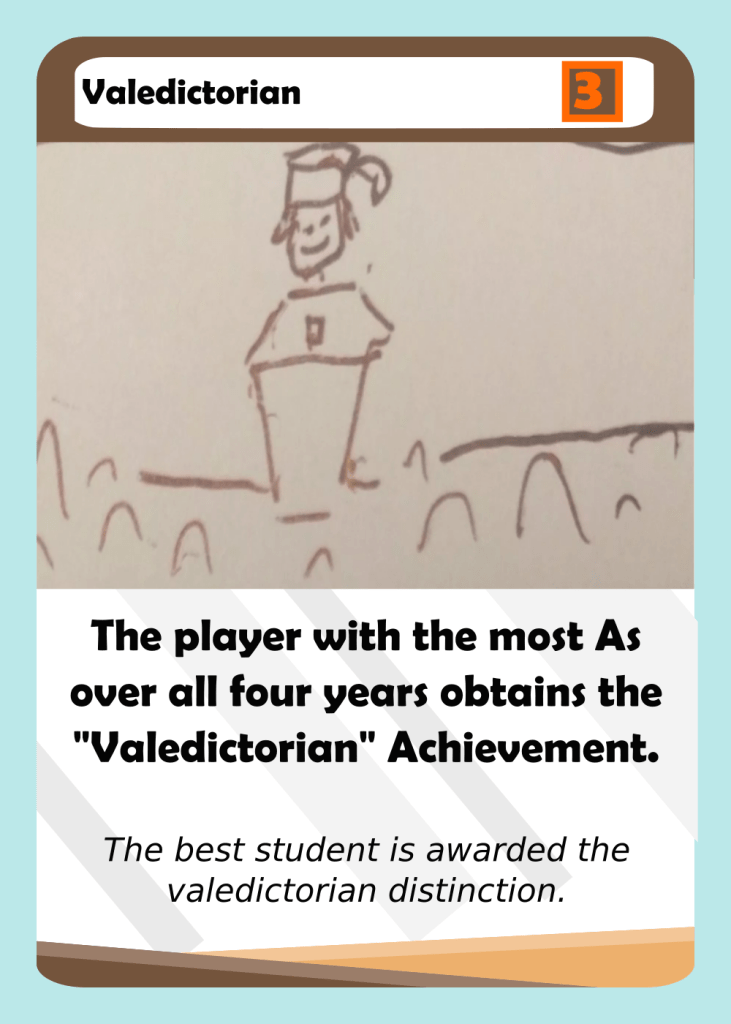 Valedictorian
3
The player with the most As
over all four years obtains the
"Valedictorian" Achievement.
The best student is awarded the
valedictorian distinction.